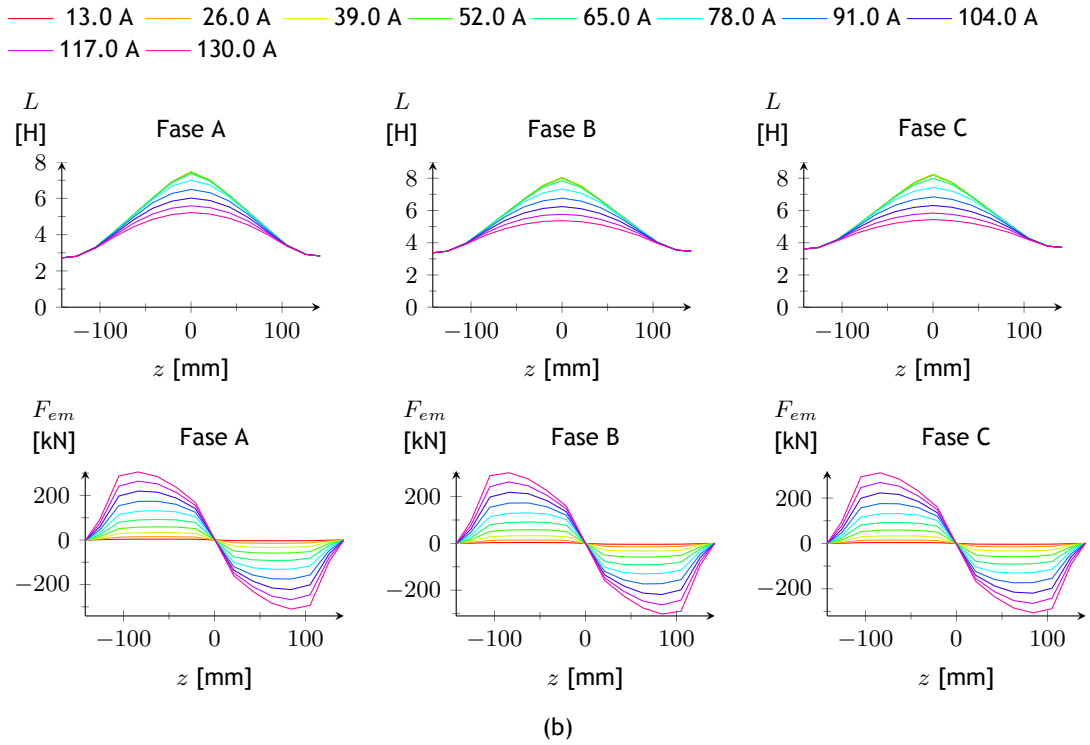 13.0 A 26.0 A 39.0 A 52.0 A 65.0 A 78.0 A 91.0 A 104.0 A
117.0 A 130.0 A
L L L
[H] Fase A [H] Fase B [H] Fase C
8 8 8
6 6 6
4 4 4
2 2 2
0 0 0
−100 0 100 −100 0 100 −100 0 100
z [mm] z [mm] z [mm]
F_em F_em F_em
[kN] Fase A [kN] Fase B [kN] Fase C
200 200 200
0 0 0
−200 −200 −200
−100 0 100 −100 0 100 −100 0 100
z [mm] z [mm] z [mm]
(b)